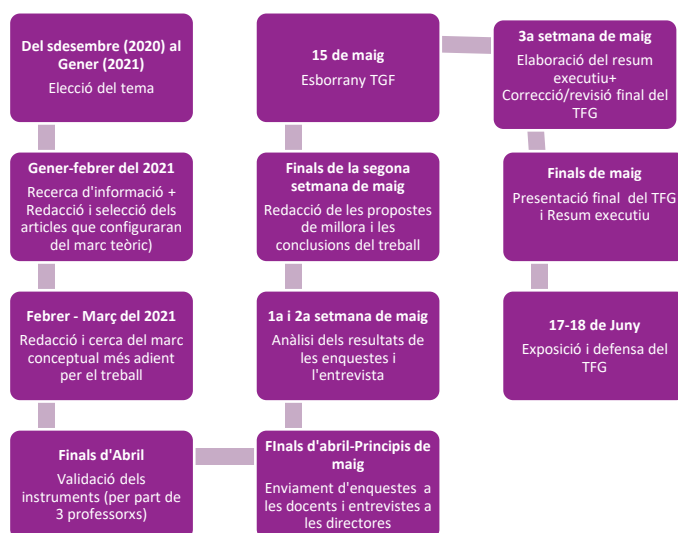 Del sdesembre (2020) al
Gener (2021)
Elecció del tema
Gener-febrer del 2021
Recerca d'informació +
Redacció i selecció dels
articles que configuraran
del marc teòric)
Febrer - Març del 2021
Redacció i cerca del marc
conceptual més adient
per el treball
Finals d'Abril
Validació dels
instruments (per part de
3 professorxs)
FInals d'abril-Principis de
maig
Enviament d'enquestes a
les docents i entrevistes a
les directores
1a i 2a setmana de maig
Anàlisi dels resultats de
les enquestes i
l'entrevista
Finals de la segona
setmana de maig
Redacció de les propostes
de millora i les
conclusions del treball
15 de maig
Esborrany TGF
3a setmana de maig
Elaboració del resum
executiu+
Correcció/revisió final del
TFG
Finals de maig
Presentació final del TFG
i Resum executiu
17-18 de Juny
Exposició i defensa del
TFG